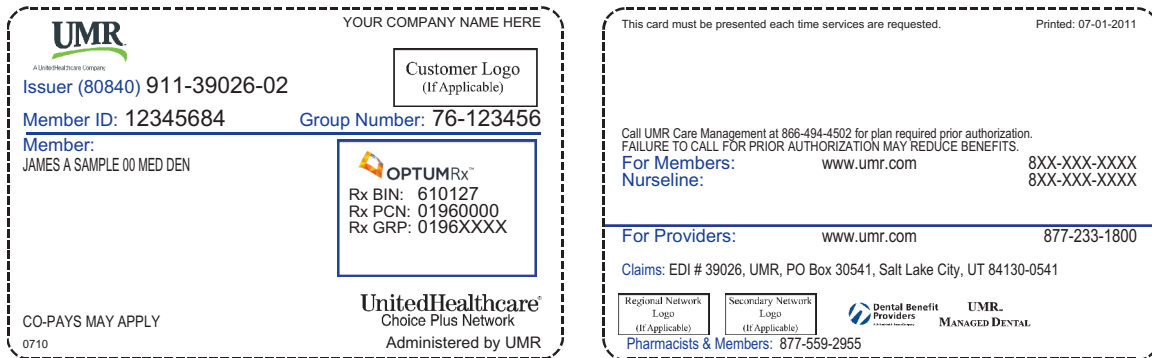 YOUR COMPANY NAME HERE
UMR
A UnitedHealthcare Company
Customer Logo
(If Applicable)
Issuer (80840) 911-39026-02
Member ID: 12345684 Group Number: 76-123456
Member:
JAMES A SAMPLE 00 MED DEN
OPTUMRx™
Rx BIN: 610127
Rx PCN: 01960000
Rx GRP: 0196XXXX
UnitedHealthcare®
CO-PAYS MAY APPLY Choice Plus Network
0710 Administered by UMR
This card must be presented each time services are requested. Printed: 07-01-2011
Call UMR Care Management at 866-494-4502 for plan required prior authorization.
FAILURE TO CALL FOR PRIOR AUTHORIZATION MAY REDUCE BENEFITS.
For Members: www.umr.com 8XX-XXX-XXXX
Nurseline: 8XX-XXX-XXXX
For Providers: www.umr.com 877-233-1800
Claims: EDI # 39026, UMR, PO Box 30541, Salt Lake City, UT 84130-0541
Regional Network
Logo
(If Applicable)
Secondary Network
Logo
(If Applicable)
Dental Benefit
Providers
UMR™
MANAGED DENTAL
Pharmacists & Members: 877-559-2955